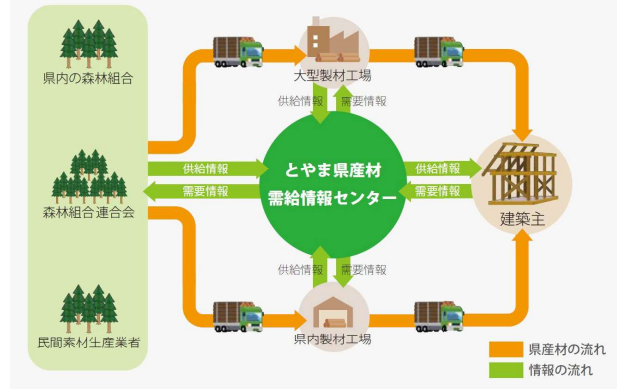 県内の森林組合
森林組合連合会
民間素材生産業者
大型製材工場
供給情報
需要情報
供給情報
需要情報
とやま県産材
需給情報センター
供給情報
需要情報
建築主
供給情報
需要情報
県内製材工場
県産材の流れ
情報の流れ